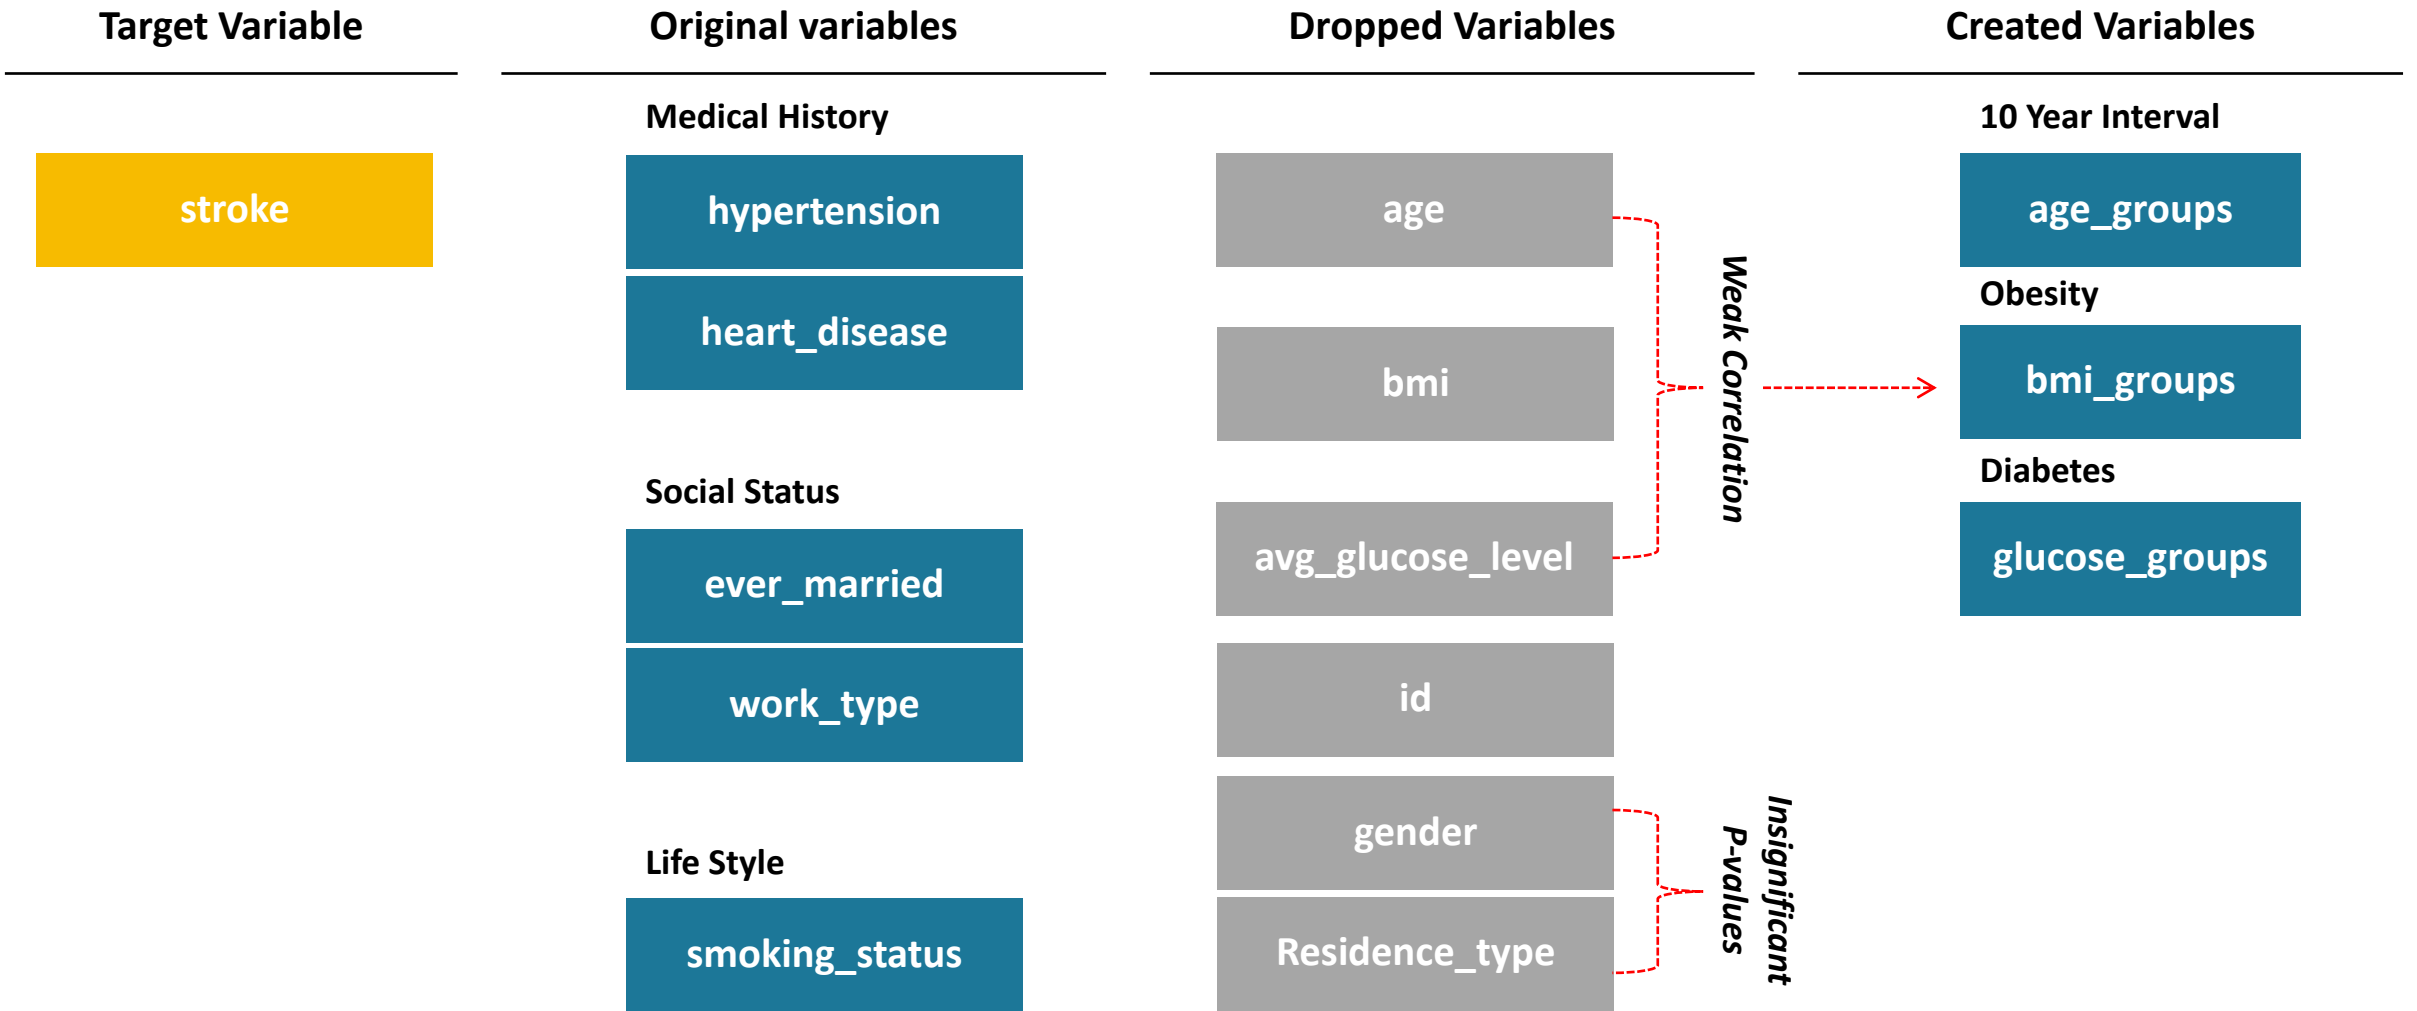 Target Variable
stroke
Original variables
Medical History
hypertension
heart_disease
Social Status
ever_married
work_type
Life Style
smoking_status
Dropped Variables
age
bmi
avg_glucose_level
Weak Correlation
id
gender
Residence_type
Insignificant
P-values
Created Variables
10 Year Interval
age_groups
Obesity
bmi_groups
Diabetes
glucose_groups